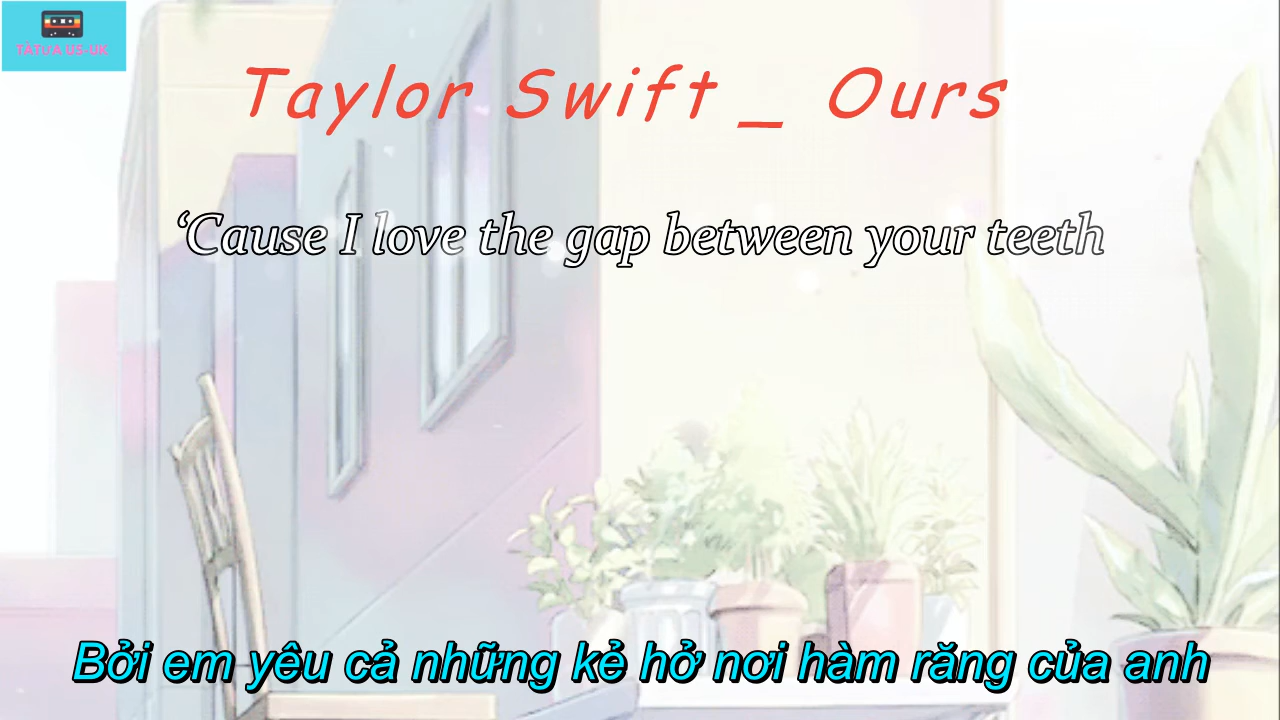 TÀTƯA US-UK
Taylor Swift _ Ours
‘Cause I love the gap between your teeth
Bởi em yêu cả những kẻ hở nơi hàm răng của anh